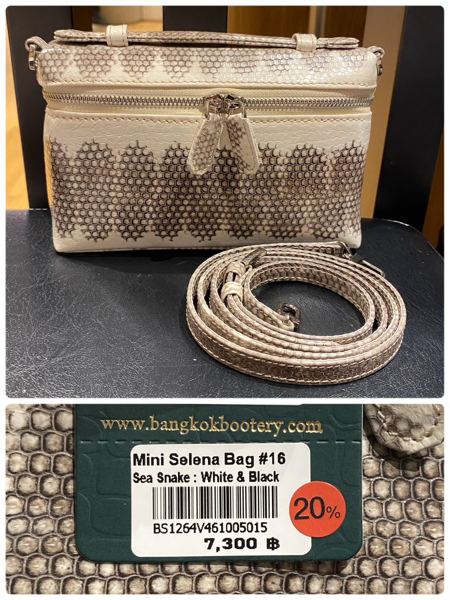 www.bangkokbootery.com
Mini Selena Bag #16
Sea Snake : White & Black
BS1264V461005015
7,300 ฿
20%